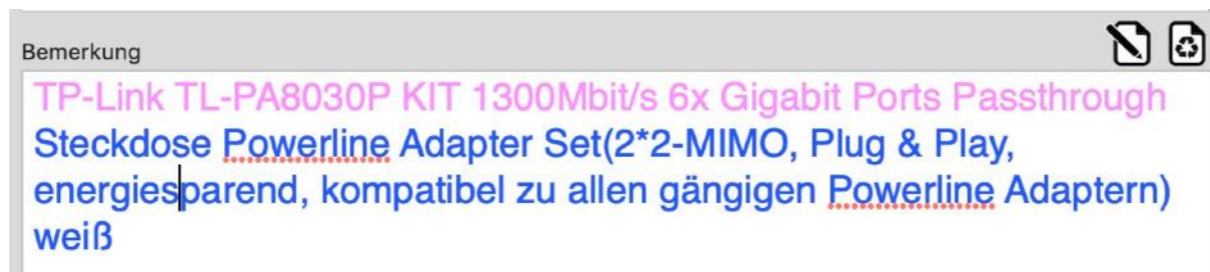 Bemerkung
TP-Link TL-PA8030P KIT 1300Mbit/s 6x Gigabit Ports Passthrough
Steckdose Powerline Adapter Set(2*2-MIMO, Plug & Play,
energiesparend, kompatibel zu allen gängigen Powerline Adaptern)
weiß